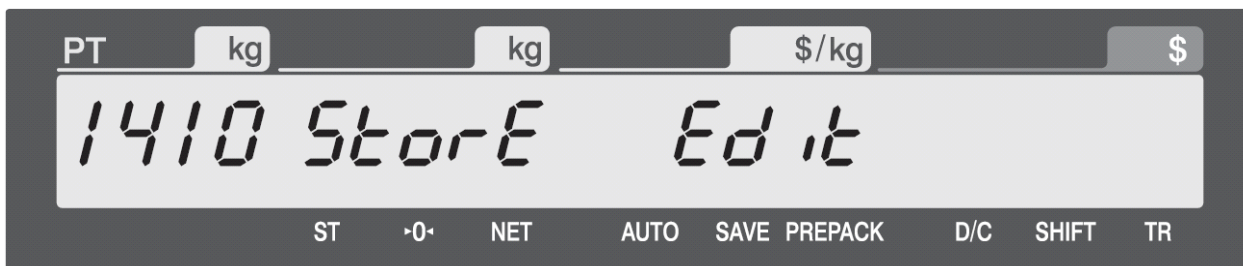 PT kg kg $/kg $
1410 StorE Edit
ST ►0◄ NET AUTO SAVE PREPACK D/C SHIFT TR